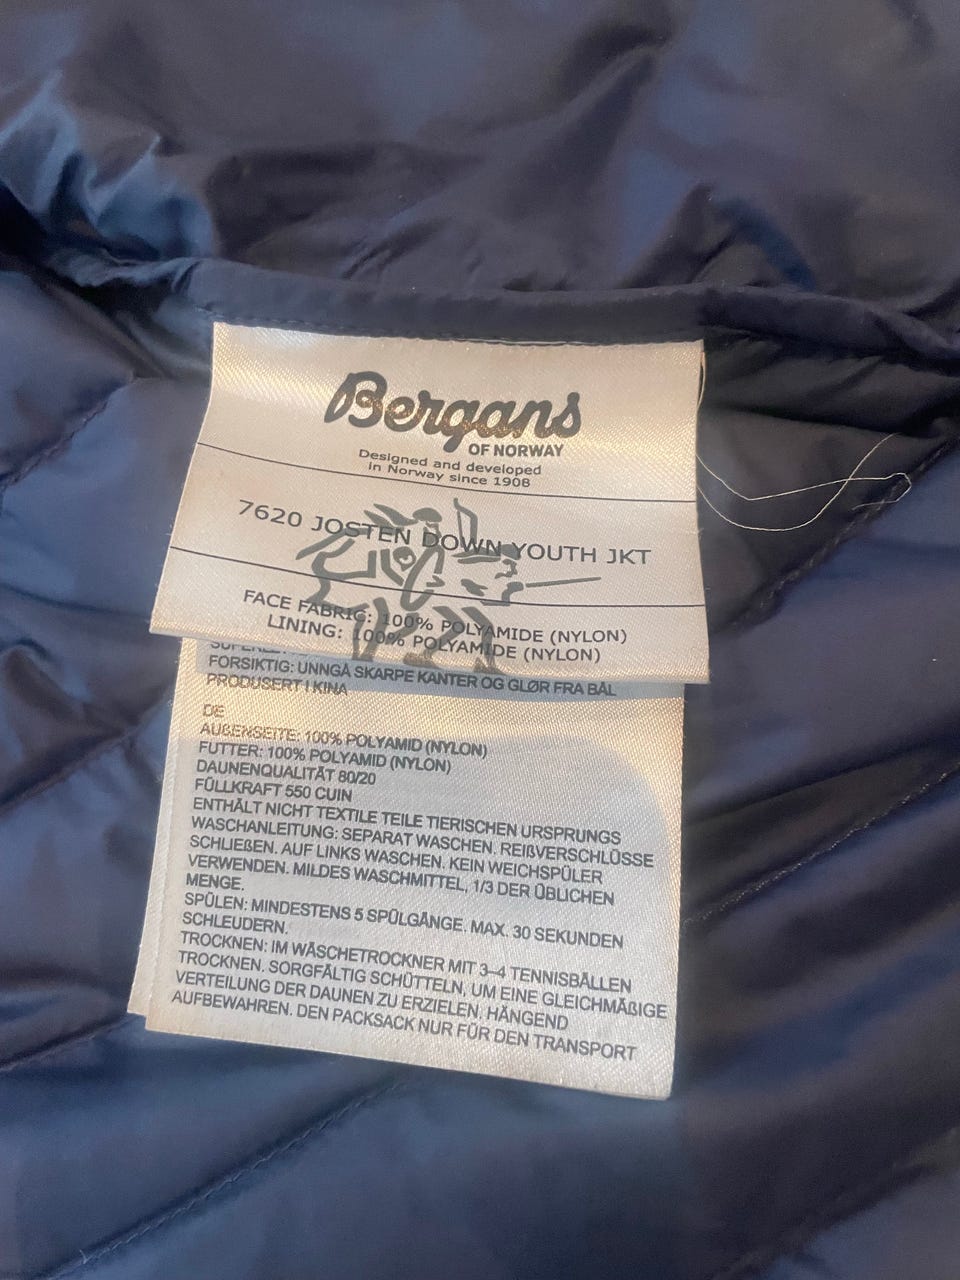 Bergans
OF NORWAY
Designed and developed
in Norway since 1908
7620 JOSTEN DOWN YOUTH JKT
FACE FABRIC: 100% POLYAMIDE (NYLON)
LINING: 100% POLYAMIDE (NYLON)
FORSIKTIG: UNNGÅ SKARPE KANTER OG GLØR FRA BÅL
PRODUSERT I KINA
DE
AUßENSEITE: 100% POLYAMID (NYLON)
FUTTER: 100% POLYAMID (NYLON)
DAUNENQUALITÄT 80/20
FÜLLKRAFT 550 CUIN
ENTHÄLT NICHT TEXTILE TEILE TIERISCHEN URSPRUNGS
WASCHANLEITUNG: SEPARAT WASCHEN. REIßVERSCHLÜSSE
SCHLIEßEN. AUF LINKS WASCHEN. KEIN WEICHSPÜLER
VERWENDEN. MILDES WASCHMITTEL, 1/3 DER ÜBLICHEN
MENGE.
SPÜLEN: MINDESTENS 5 SPÜLGÄNGE. MAX. 30 SEKUNDEN
SCHLEUDERN.
TROCKNEN: IM WÄSCHETROCKNER MIT 3–4 TENNISBÄLLEN
TROCKNEN. SORGFÄLTIG SCHÜTTELN, UM EINE GLEICHMÄßIGE
VERTEILUNG DER DAUNEN ZU ERZIELEN. HÄNGEND
AUFBEWAHREN. DEN PACKSACK NUR FÜR DEN TRANSPORT